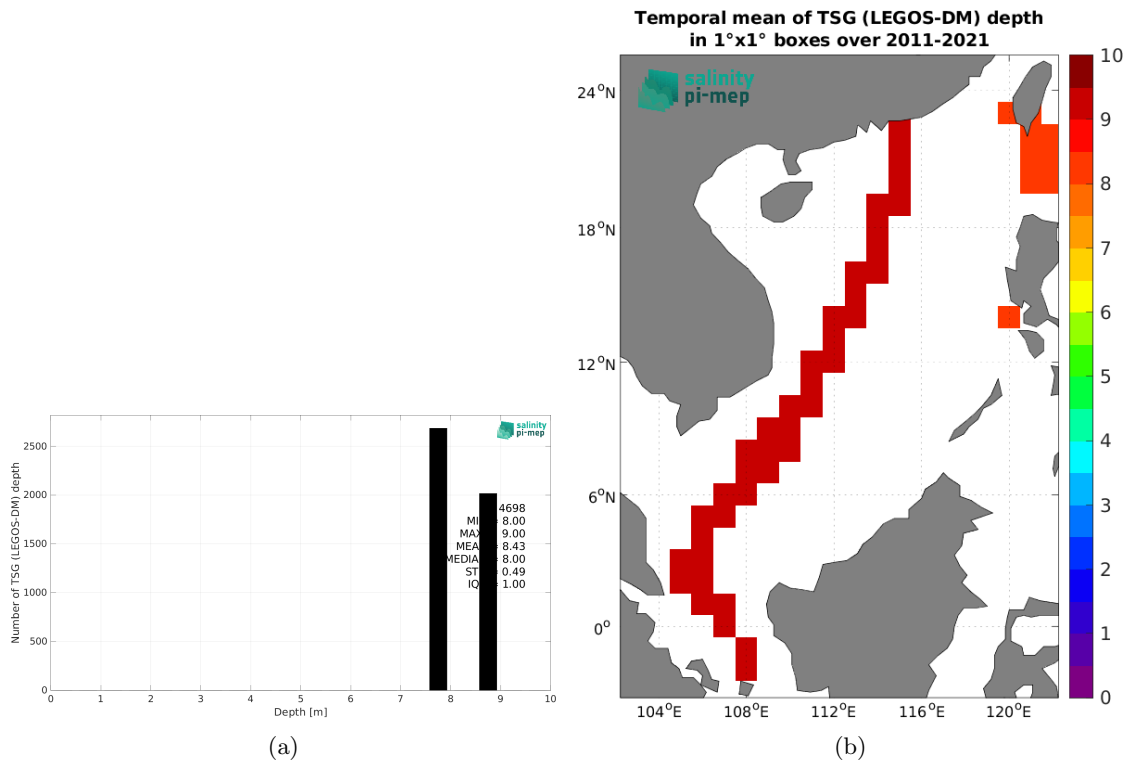 Temporal mean of TSG (LEGOS-DM) depth
in 1°x1° boxes over 2011-2021
salinity
pi-mep
24°N
18°N
12°N
6°N
0°
104°E
108°E
112°E
116°E
120°E
10
9
8
7
6
5
4
3
2
1
0
salinity
pi-mep
Number of TSG (LEGOS-DM) depth
2500
2000
1500
1000
500
0
4698
= 8.00
= 9.00
= 8.43
= 8.00
= 0.49
= 1.00
0
1
2
3
4
5
6
7
8
9
10
Depth [m]
(a)
(b)